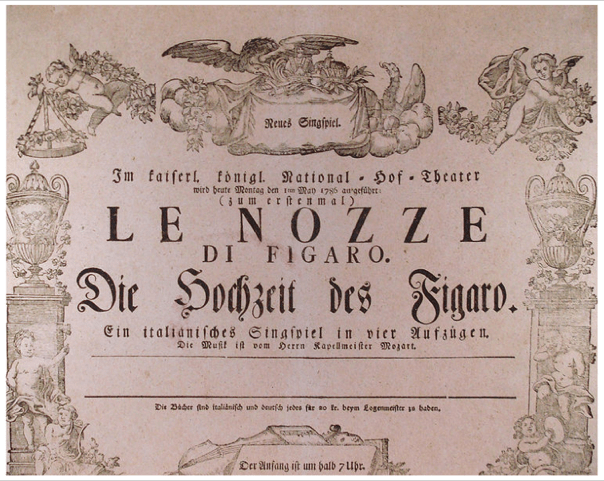 Neues Singspiel.
Im kaiserl. königl. National-Hof-Theater
wird heute Montag den 1ten May 1786 aufgeführt:
(zum erstenmal)
LE NOZZE
DI FIGARO.
Die Hochzeit des Figaro.
Ein italiänisches Singspiel in vier Aufzügen.
Die Musik ist vom Herrn Kapellmeister Mozart.
Die Bücher sind italiänisch und deutsch jedes für 20 kr. beym Logenmeister zu haben.
Der Anfang ist um halb 7 Uhr.